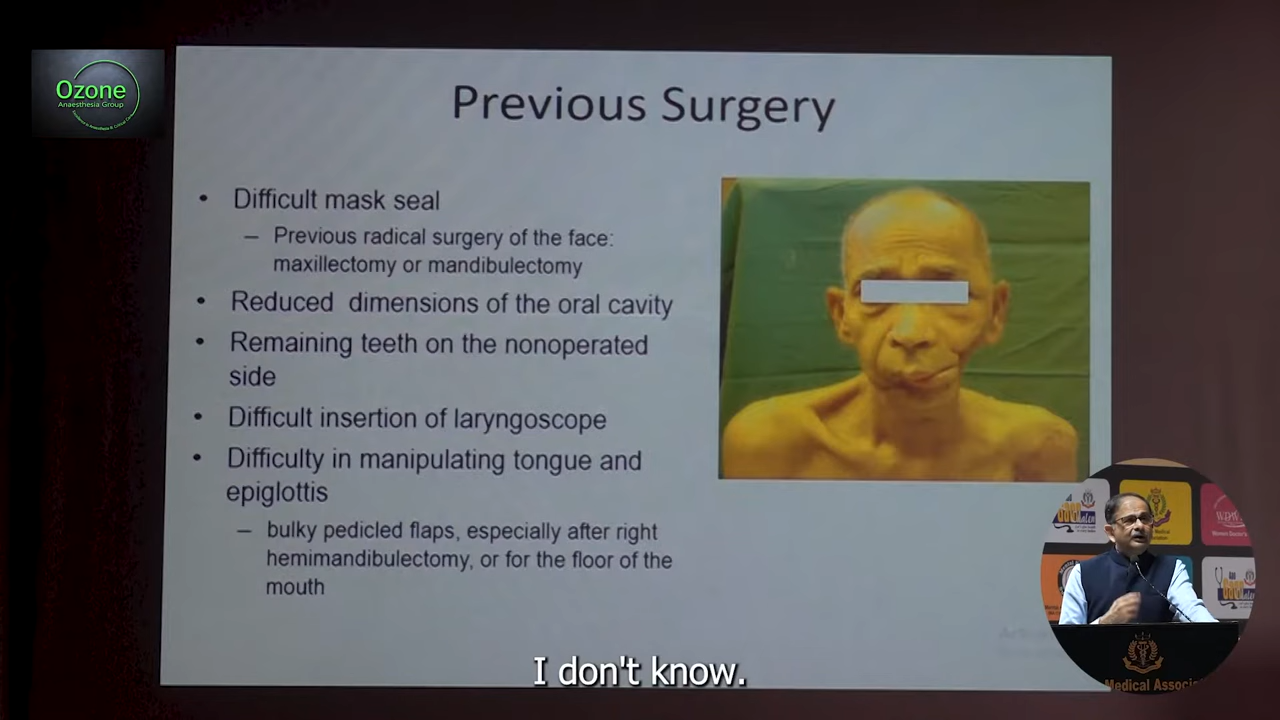 Ozone
Anaesthesia Group
Previous Surgery
• Difficult mask seal
– Previous radical surgery of the face:
maxillectomy or mandibulectomy
• Reduced dimensions of the oral cavity
• Remaining teeth on the nonoperated
side
• Difficult insertion of laryngoscope
• Difficulty in manipulating tongue and
epiglottis
– bulky pedicled flaps, especially after right
hemimandibulectomy, or for the floor of the
mouth
I don't know.
Medical Associ